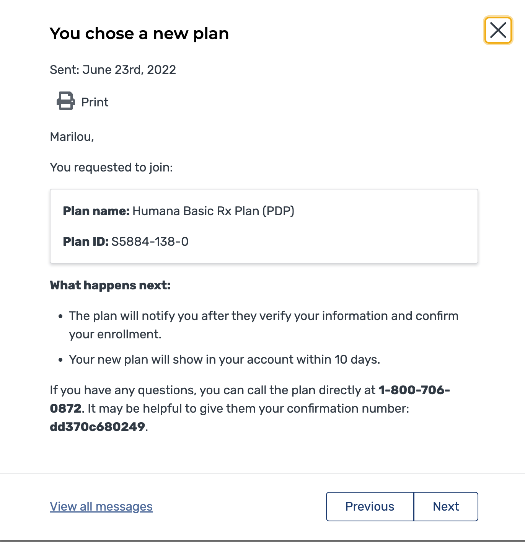 You chose a new plan
Sent: June 23rd, 2022
Print
Marilou,
You requested to join:
Plan name: Humana Basic Rx Plan (PDP)
Plan ID: S5884-138-0
What happens next:
• The plan will notify you after they verify your information and confirm
your enrollment.
• Your new plan will show in your account within 10 days.
If you have any questions, you can call the plan directly at 1-800-706-
0872. It may be helpful to give them your confirmation number:
dd370c680249.
View all messages
Previous
Next